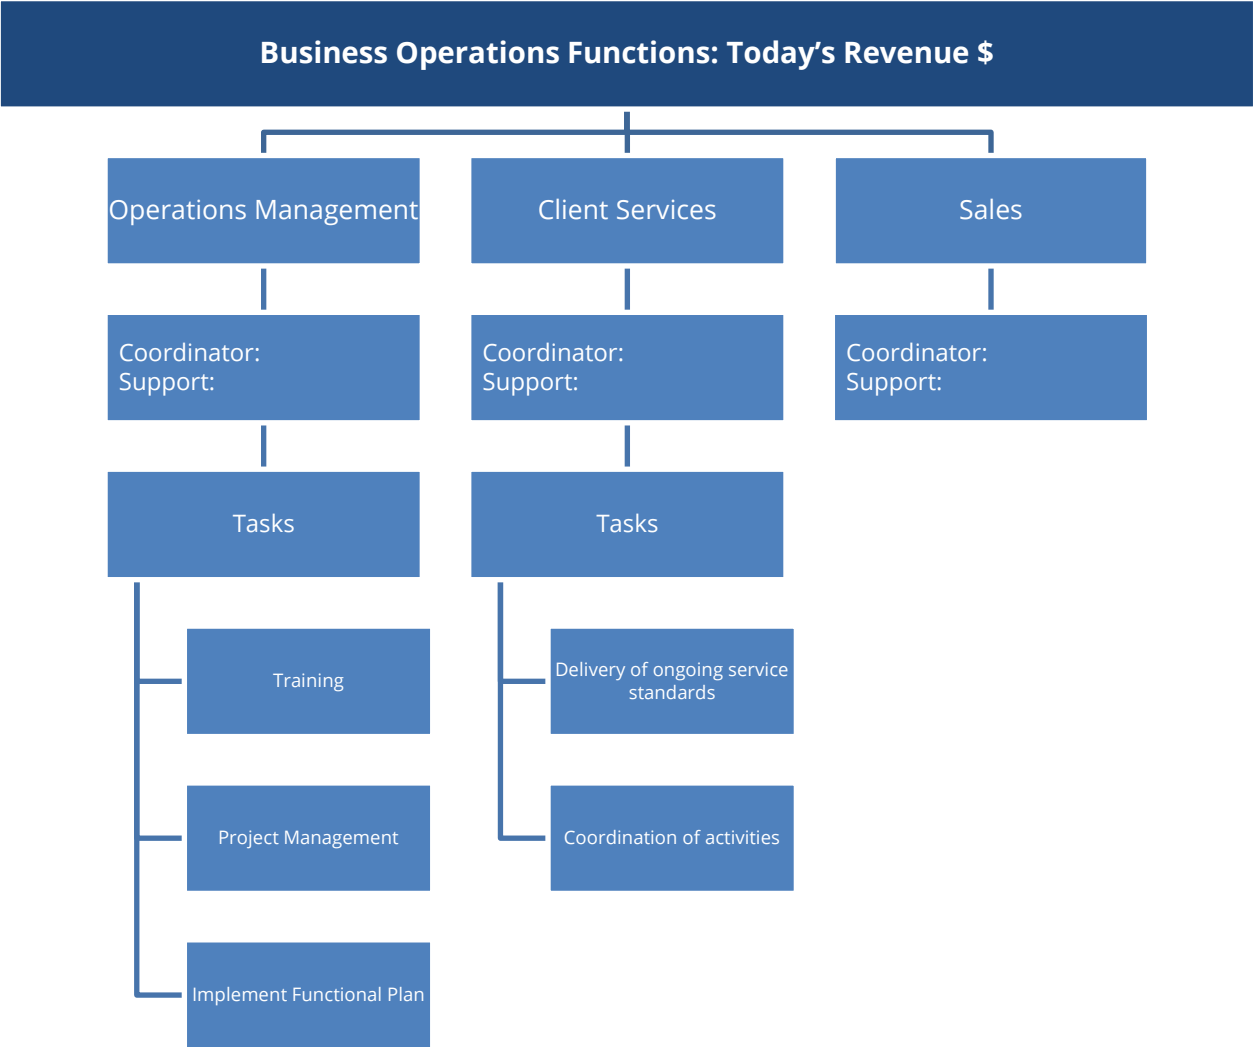 Business Operations Functions: Today’s Revenue $
Operations Management
Client Services
Sales
Coordinator:
Support:
Coordinator:
Support:
Coordinator:
Support:
Tasks
Tasks
Training
Delivery of ongoing service
standards
Project Management
Coordination of activities
Implement Functional Plan